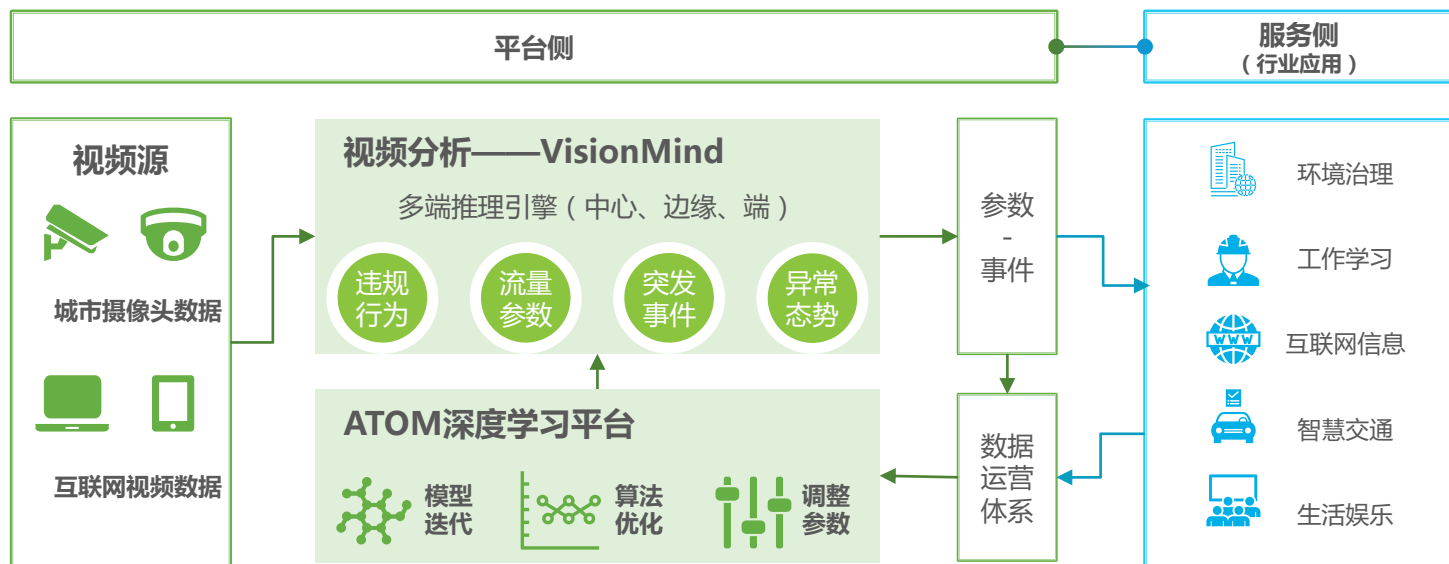 平台侧
服务侧
（行业应用）
视频源
城市摄像头数据
互联网视频数据
视频分析——VisionMind
多端推理引擎（中心、边缘、端）
违规
行为
流量
参数
突发
事件
异常
态势
ATOM深度学习平台
模型
迭代
算法
优化
调整
参数
参数
-
事件
数据
运营
体系
环境治理
工作学习
WWW
互联网信息
智慧交通
生活娱乐